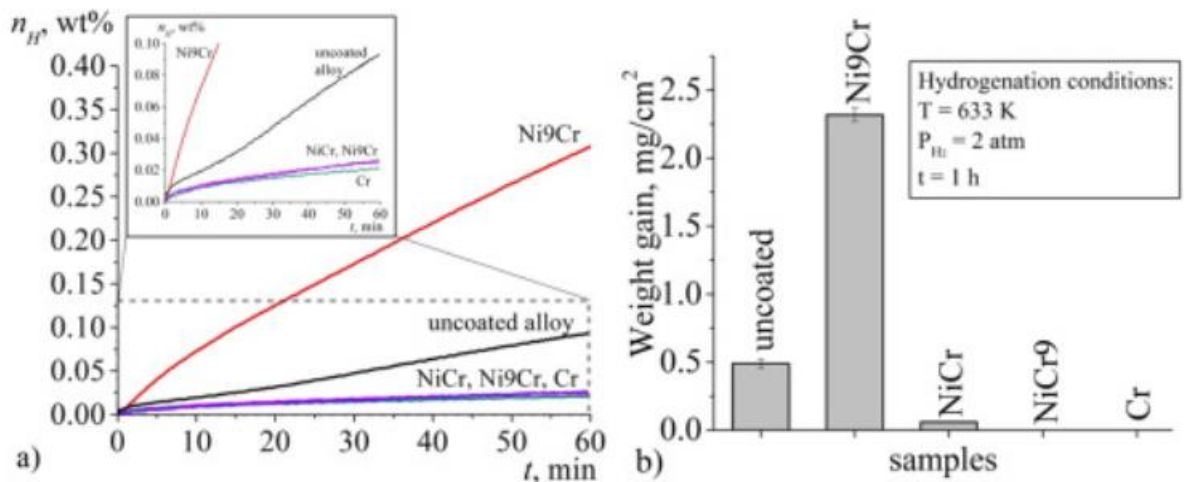 n_H, wt%
0.40
0.35
0.30
0.25
0.20
0.15
0.10
0.05
0.00
0 10 20 30 40 50 60
t, min
a)
Ni9Cr
uncoated alloy
NiCr, Ni9Cr, Cr
n_H, wt%
0.10
0.08
0.06
0.04
0.02
0.00
0 10 20 30 40 50 60
t, min
Ni9Cr
uncoated
alloy
NiCr, Ni9Cr
Cr
Weight gain, mg/cm²
2.5
2.0
1.5
1.0
0.5
0.0
uncoated
Ni9Cr
NiCr
NiCr9
Cr
Hydrogenation conditions:
T = 633 K
P_H₂ = 2 atm
t = 1 h
b)
samples